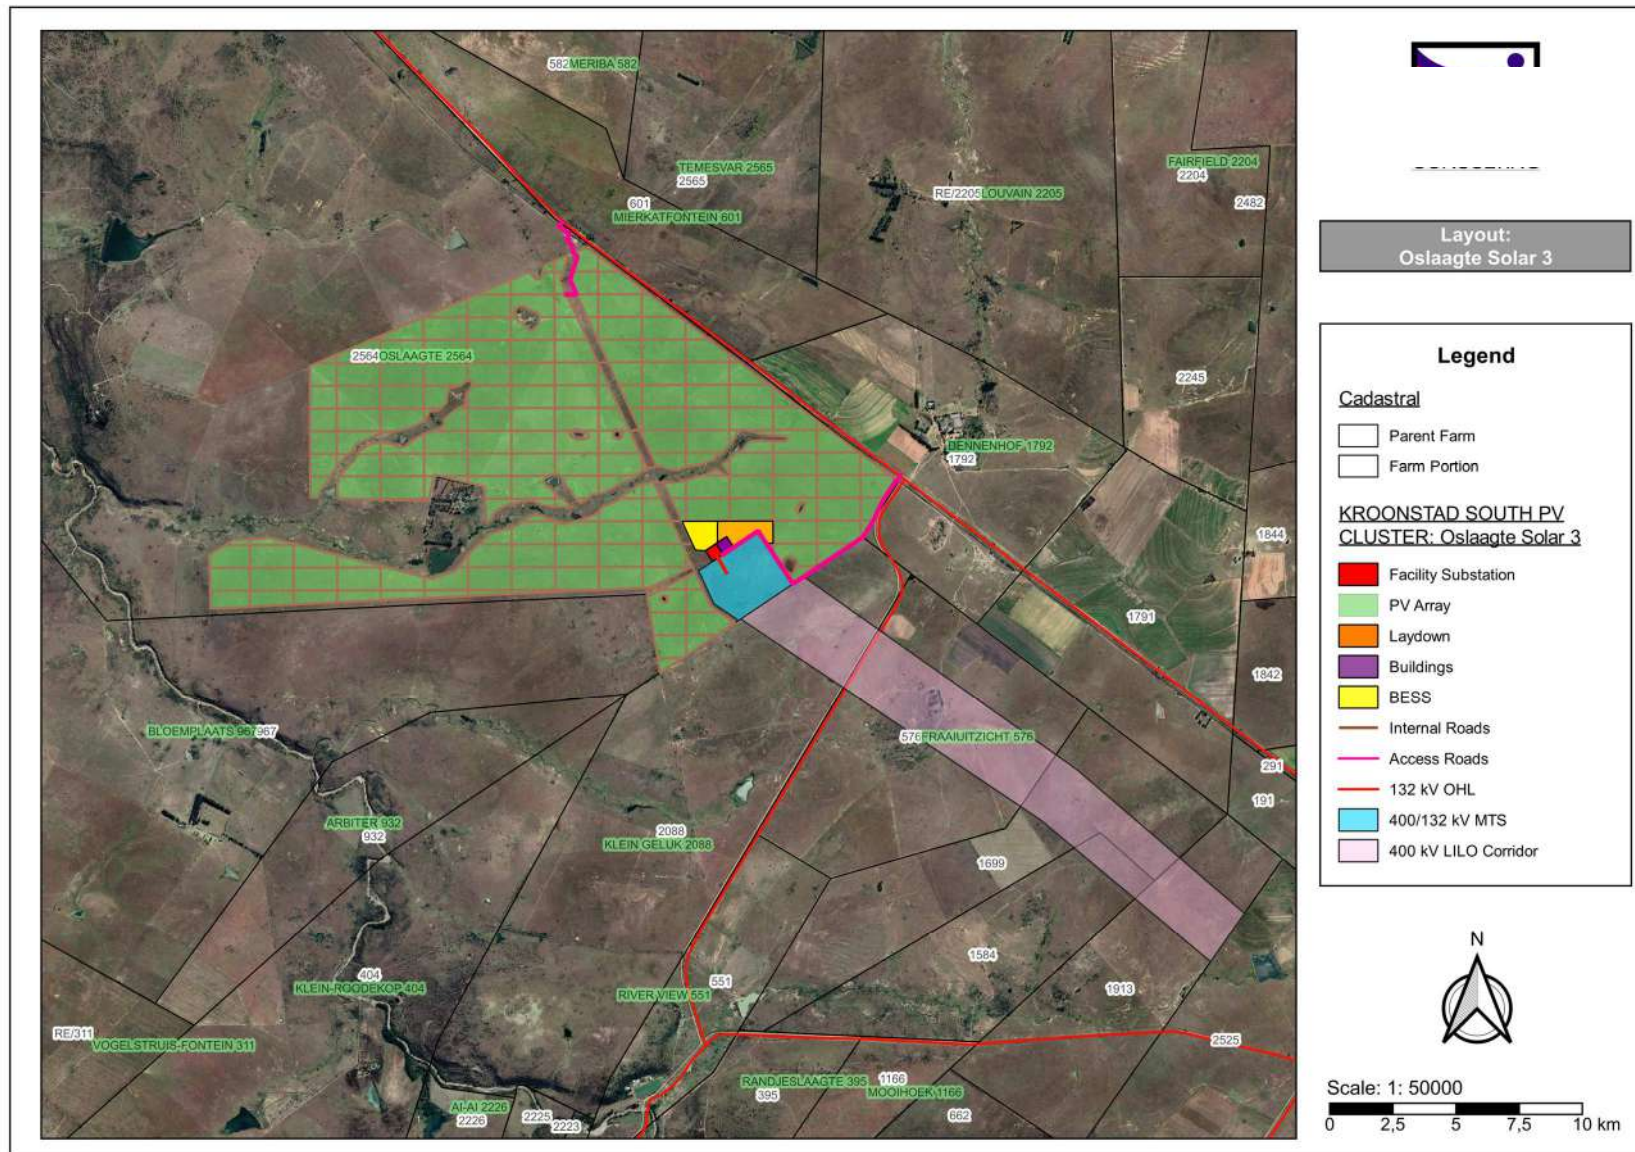 582 MERIBA 582
TEMESVAR 2565
2565
601
MIERKATFONTEIN 601
FAIRFIELD 2204
2204
RE/2205 LOUVAIN 2205
2482
2564 OSLAAGTE 2564
2245
DENNENHOF 1792
1792
1844
1791
1842
BLOEMPLAATS 967 967
576 FRAAIUITZICHT 576
291
191
ARBITER 932
932
2088
KLEIN GELUK 2088
1699
404
KLEIN-ROODEKOP 404
551
RIVER VIEW 551
1584
1913
RE/311
VOGELSTRUIS-FONTEIN 311
2525
RANDJESLAAGTE 395
395
1166
MOOIHOEK 1166
662
AI-AI 2226
2226
2225
2223
Layout:
Oslaagte Solar 3
Legend
Cadastral
Parent Farm
Farm Portion
KROONSTAD SOUTH PV
CLUSTER: Oslaagte Solar 3
Facility Substation
PV Array
Laydown
Buildings
BESS
Internal Roads
Access Roads
132 kV OHL
400/132 kV MTS
400 kV LILO Corridor
N
Scale: 1: 50000
0 2,5 5 7,5 10 km